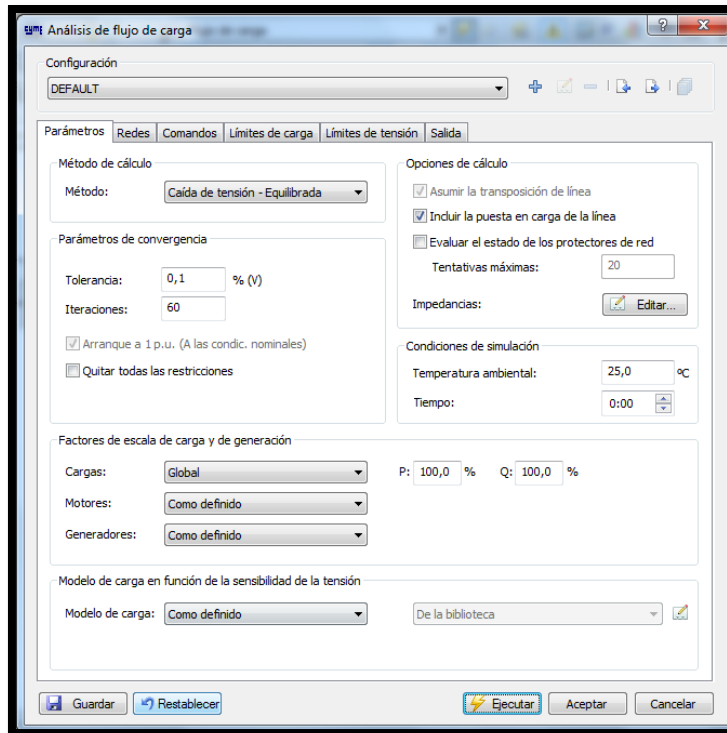 Análisis de flujo de carga
Configuración
DEFAULT
Parámetros Redes Comandos Límites de carga Límites de tensión Salida
Método de cálculo
Método: Caída de tensión - Equilibrada
Parámetros de convergencia
Tolerancia: 0,1 % (V)
Iteraciones: 60
Arranque a 1 p.u. (A las condic. nominales)
Quitar todas las restricciones
Opciones de cálculo
Asumir la transposición de línea
Incluir la puesta en carga de la línea
Evaluar el estado de los protectores de red
Tentativas máximas: 20
Impedancias: Editar...
Condiciones de simulación
Temperatura ambiental: 25,0 ºC
Tiempo: 0:00
Factores de escala de carga y de generación
Cargas: Global P: 100,0 % Q: 100,0 %
Motores: Como definido
Generadores: Como definido
Modelo de carga en función de la sensibilidad de la tensión
Modelo de carga: Como definido De la biblioteca
Guardar Restablecer Ejecutar Aceptar Cancelar